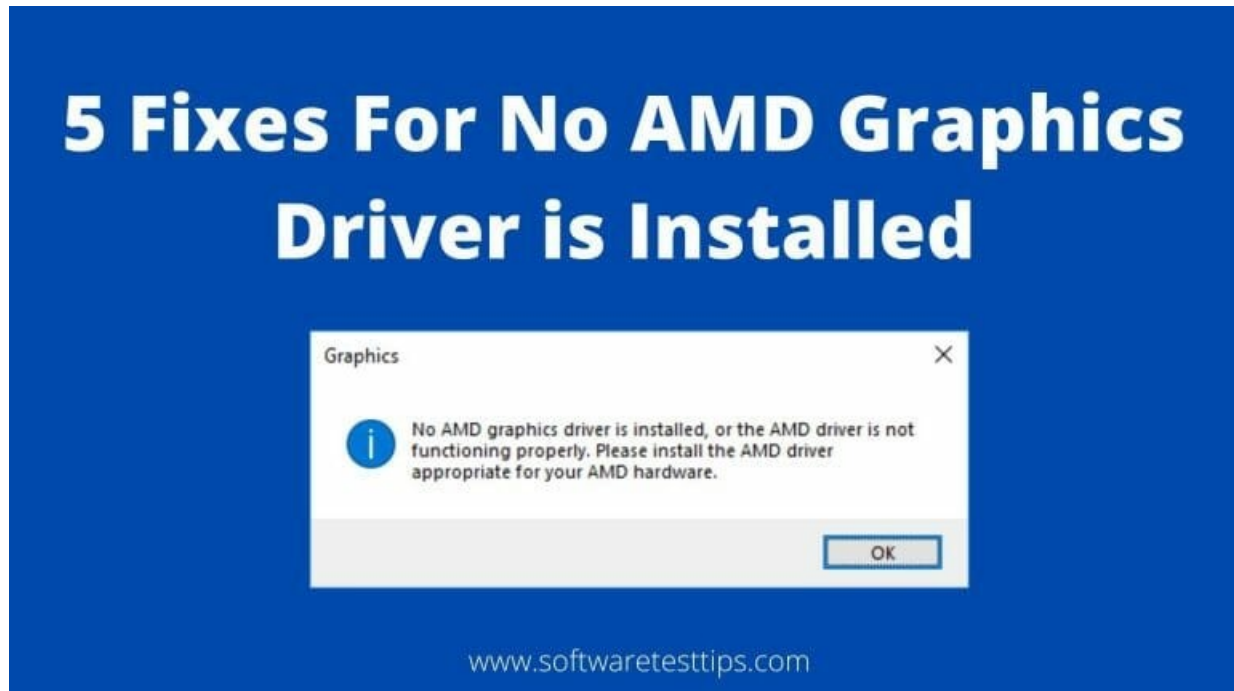 5 Fixes For No AMD Graphics
Driver is Installed
Graphics
No AMD graphics driver is installed, or the AMD driver is not
functioning properly. Please install the AMD driver
appropriate for your AMD hardware.
OK
www.softwaretesttips.com